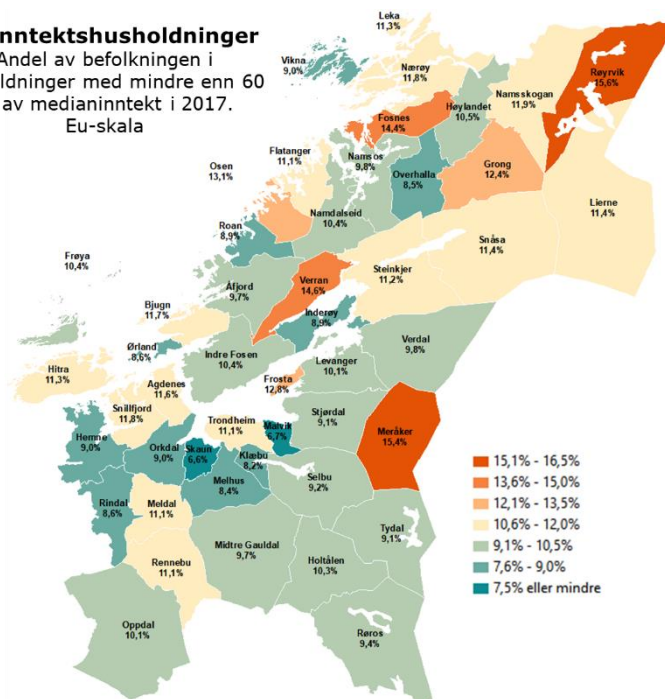 nntektshusholdninger
Andel av befolkningen i
ldninger med mindre enn 60
av medianinntekt i 2017.
Eu-skala
Leka
11,3%
Vikna
9,0%
Nærøy
11,8%
Røyrvik
15,6%
Namsskogan
11,9%
Høylandet
10,5%
Fosnes
14,4%
Flatanger
11,1%
Namsos
9,8%
Grong
12,4%
Overhalla
8,5%
Osen
13,1%
Lierne
11,4%
Namdalseid
10,4%
Roan
8,9%
Snåsa
11,4%
Frøya
10,4%
Steinkjer
11,2%
Åfjord
9,7%
Verran
14,6%
Bjugn
11,7%
Inderøy
8,9%
Verdal
9,8%
Ørland
8,6%
Indre Fosen
10,4%
Levanger
10,1%
Hitra
11,3%
Frosta
12,8%
Agdenes
11,6%
Snillfjord
11,8%
Stjørdal
9,1%
Trondheim
11,1%
Malvik
6,7%
Meråker
15,4%
Hemne
9,0%
Orkdal
9,0%
Skaun
6,6%
Klæbu
8,2%
Melhus
8,4%
Selbu
9,2%
Rindal
8,6%
Meldal
11,1%
Tydal
9,1%
Midtre Gauldal
9,7%
Rennebu
11,1%
Holtålen
10,3%
Oppdal
10,1%
Røros
9,4%
15,1% - 16,5%
13,6% - 15,0%
12,1% - 13,5%
10,6% - 12,0%
9,1% - 10,5%
7,6% - 9,0%
7,5% eller mindre